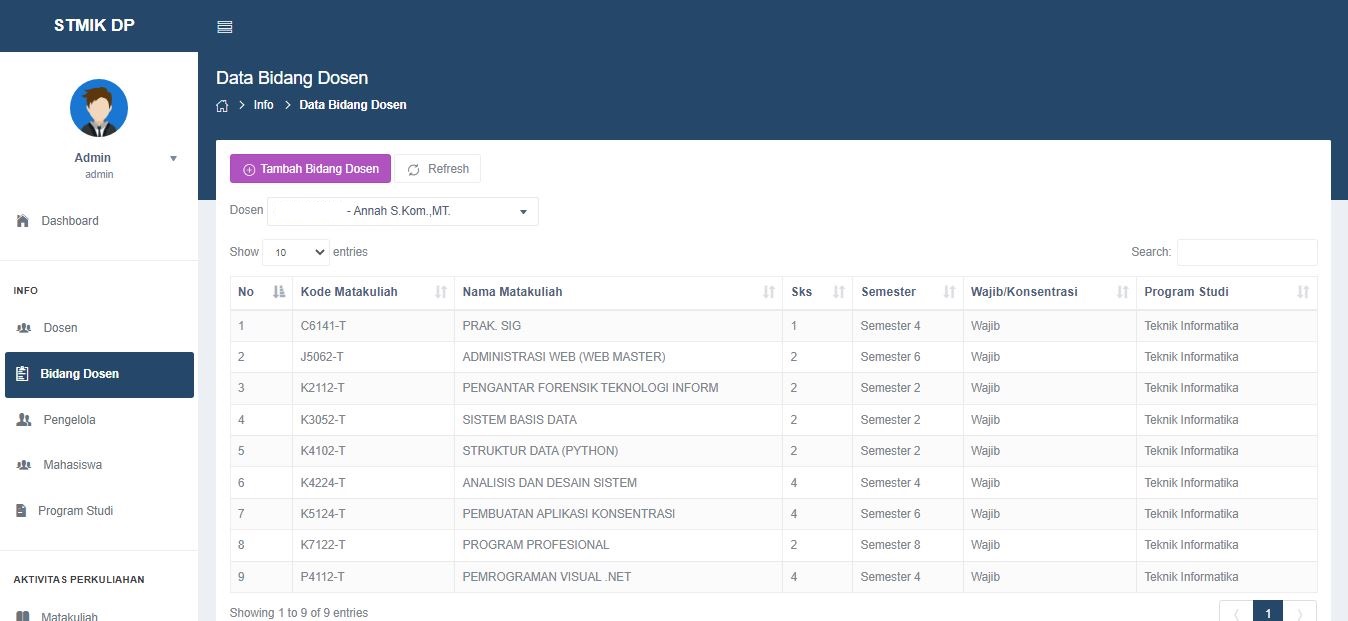 STMIK DP
Admin
admin
Dashboard
INFO
Dosen
Bidang Dosen
Pengelola
Mahasiswa
Program Studi
AKTIVITAS PERKULIAHAN
Matakuliah
Data Bidang Dosen
Info Data Bidang Dosen
Tambah Bidang Dosen Refresh
Dosen - Annah S.Kom.,MT.
Show 10 entries Search:
No Kode Matakuliah Nama Matakuliah Sks Semester Wajib/Konsentrasi Program Studi
1 C6141-T PRAK. SIG 1 Semester 4 Wajib Teknik Informatika
2 J5062-T ADMINISTRASI WEB (WEB MASTER) 2 Semester 6 Wajib Teknik Informatika
3 K2112-T PENGANTAR FORENSIK TEKNOLOGI INFORM 2 Semester 2 Wajib Teknik Informatika
4 K3052-T SISTEM BASIS DATA 2 Semester 2 Wajib Teknik Informatika
5 K4102-T STRUKTUR DATA (PYTHON) 2 Semester 2 Wajib Teknik Informatika
6 K4224-T ANALISIS DAN DESAIN SISTEM 4 Semester 4 Wajib Teknik Informatika
7 K5124-T PEMBUATAN APLIKASI KONSENTRASI 4 Semester 6 Wajib Teknik Informatika
8 K7122-T PROGRAM PROFESIONAL 2 Semester 8 Wajib Teknik Informatika
9 P4112-T PEMROGRAMAN VISUAL .NET 4 Semester 4 Wajib Teknik Informatika
Showing 1 to 9 of 9 entries 1